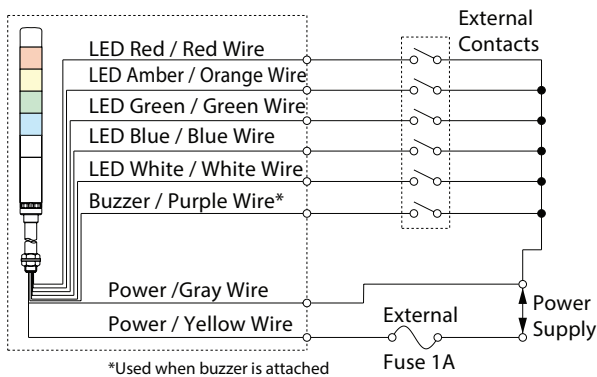 External
Contacts
LED Red / Red Wire
LED Amber / Orange Wire
LED Green / Green Wire
LED Blue / Blue Wire
LED White / White Wire
Buzzer / Purple Wire*
Power /Gray Wire
Power / Yellow Wire
External
Fuse 1A
Power
Supply
*Used when buzzer is attached